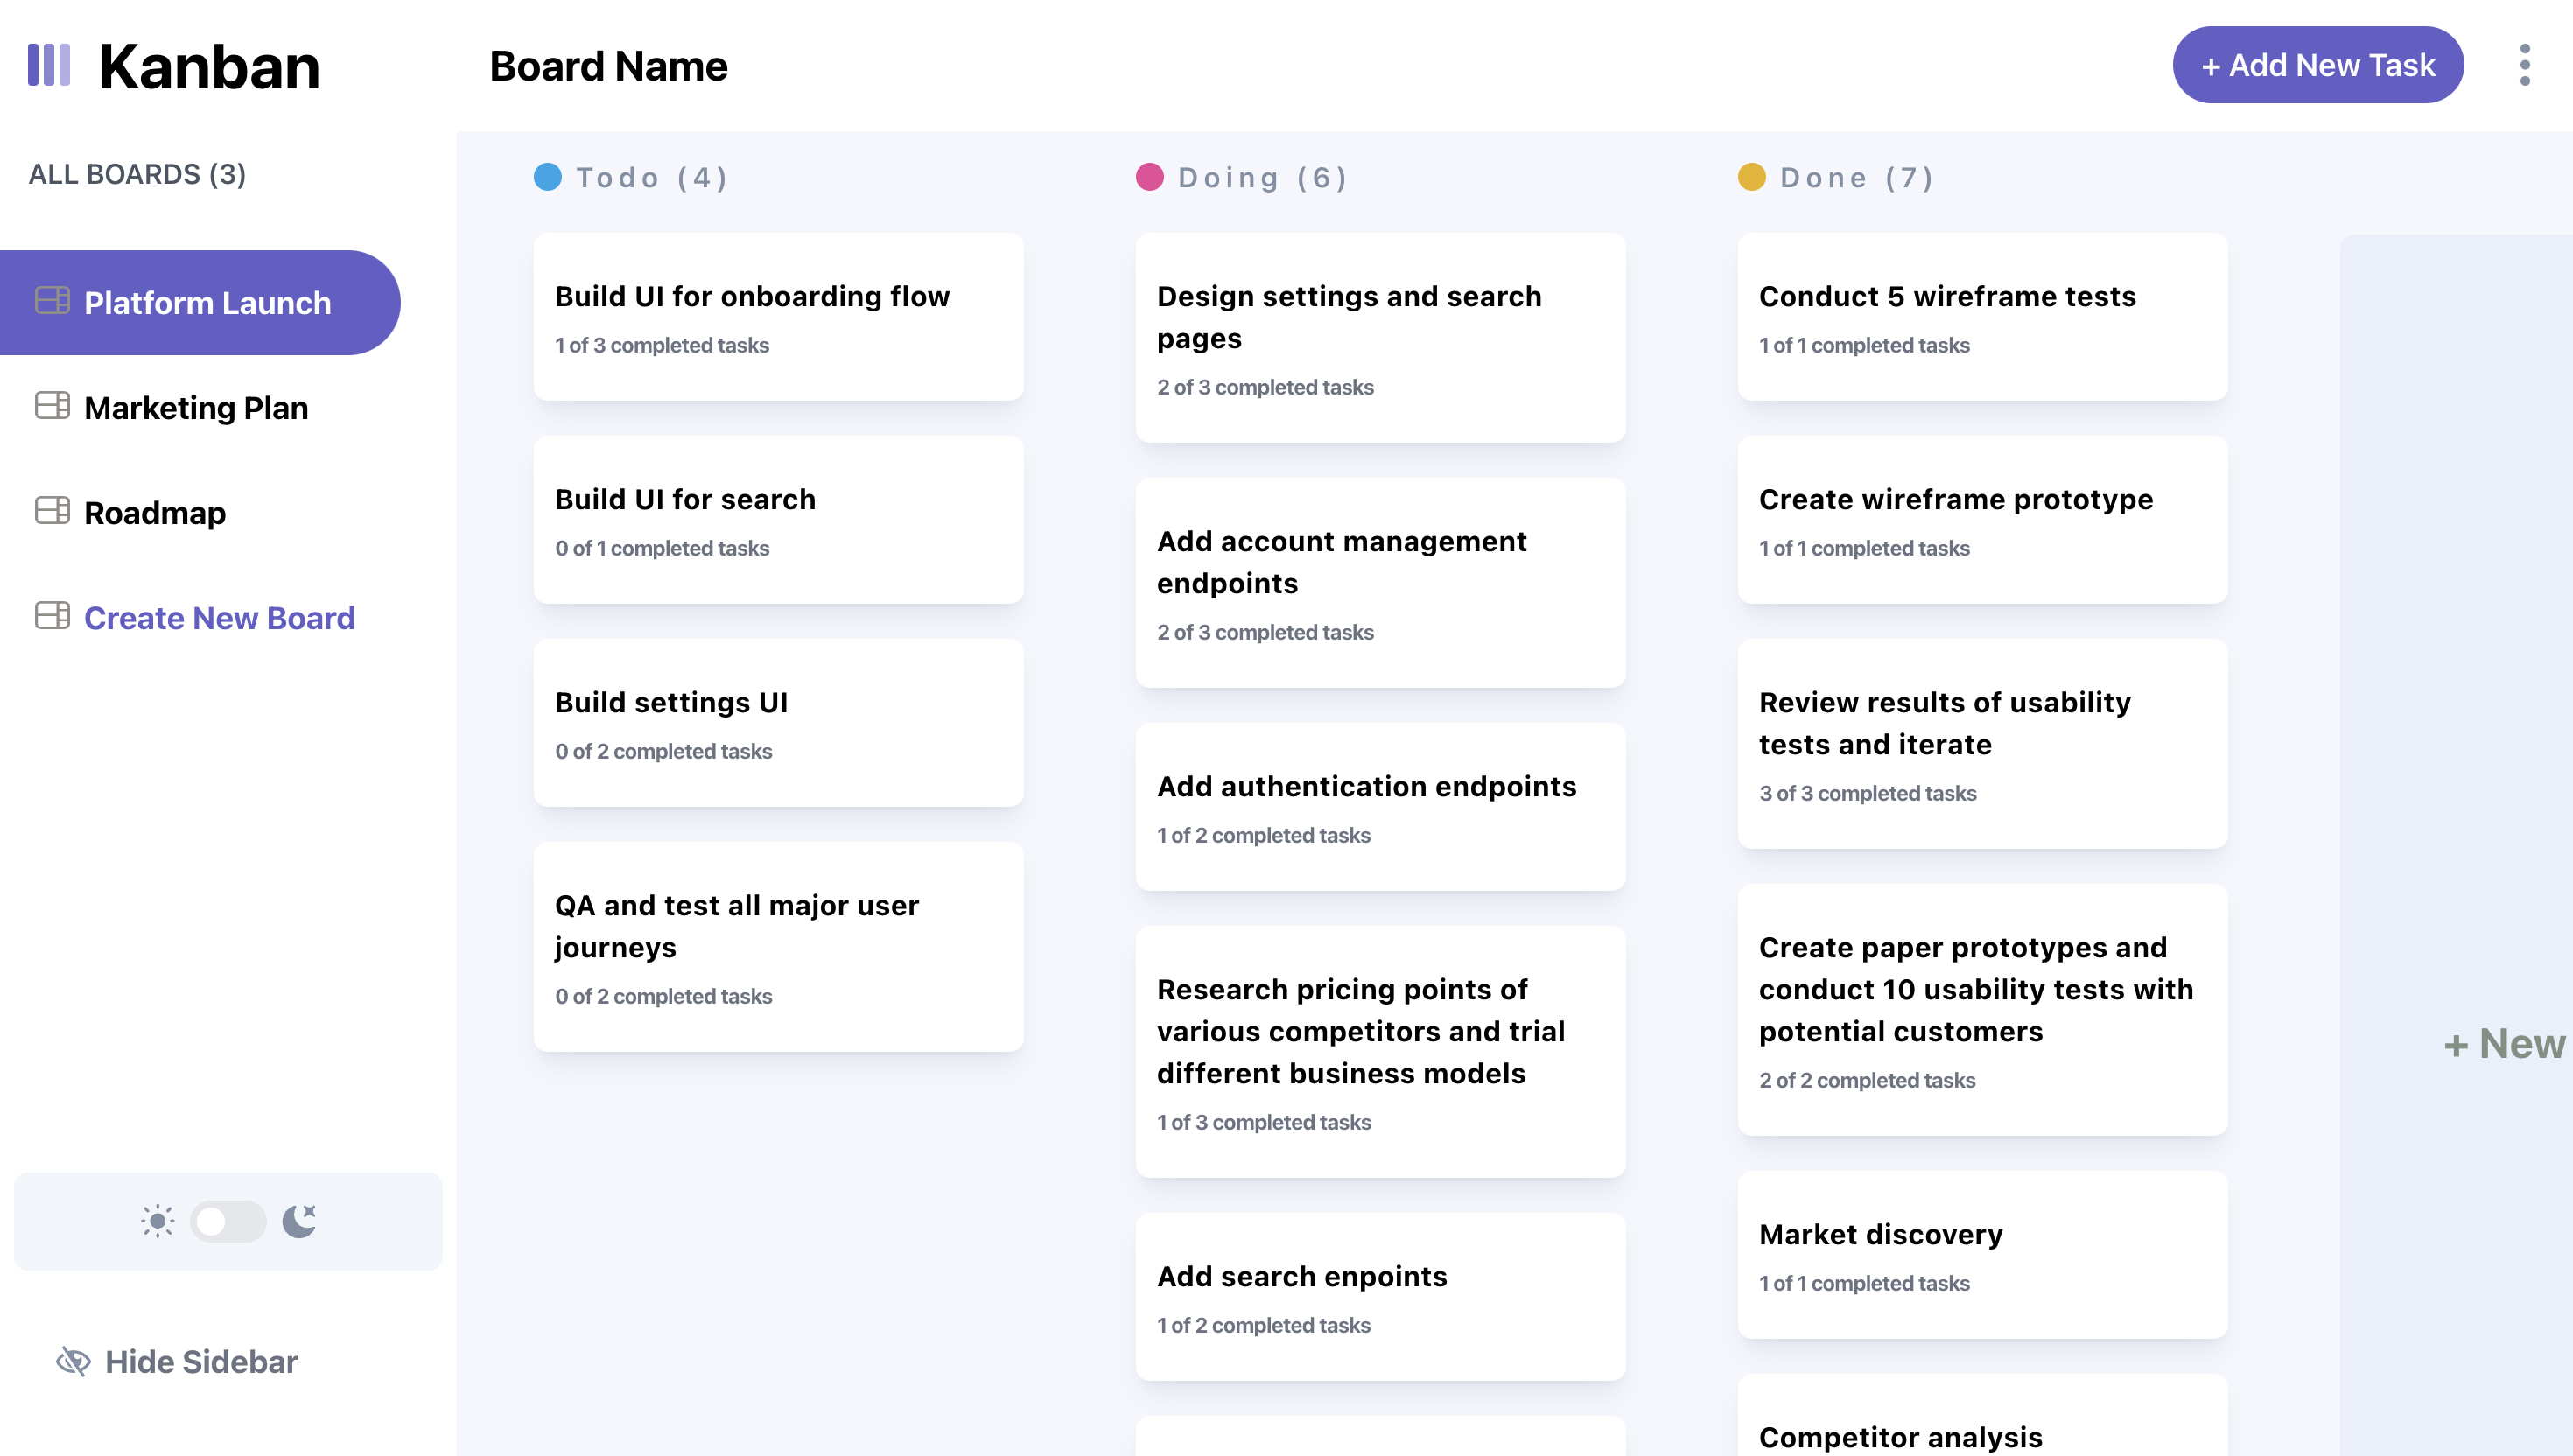 Kanban
Board Name
+ Add New Task
ALL BOARDS (3)
Platform Launch
Marketing Plan
Roadmap
Create New Board
Hide Sidebar
Todo (4)
Build UI for onboarding flow
1 of 3 completed tasks
Build UI for search
0 of 1 completed tasks
Build settings UI
0 of 2 completed tasks
QA and test all major user
journeys
0 of 2 completed tasks
Doing (6)
Design settings and search
pages
2 of 3 completed tasks
Add account management
endpoints
2 of 3 completed tasks
Add authentication endpoints
1 of 2 completed tasks
Research pricing points of
various competitors and trial
different business models
1 of 3 completed tasks
Add search enpoints
1 of 2 completed tasks
Done (7)
Conduct 5 wireframe tests
1 of 1 completed tasks
Create wireframe prototype
1 of 1 completed tasks
Review results of usability
tests and iterate
3 of 3 completed tasks
Create paper prototypes and
conduct 10 usability tests with
potential customers
2 of 2 completed tasks
Market discovery
1 of 1 completed tasks
Competitor analysis
+ New